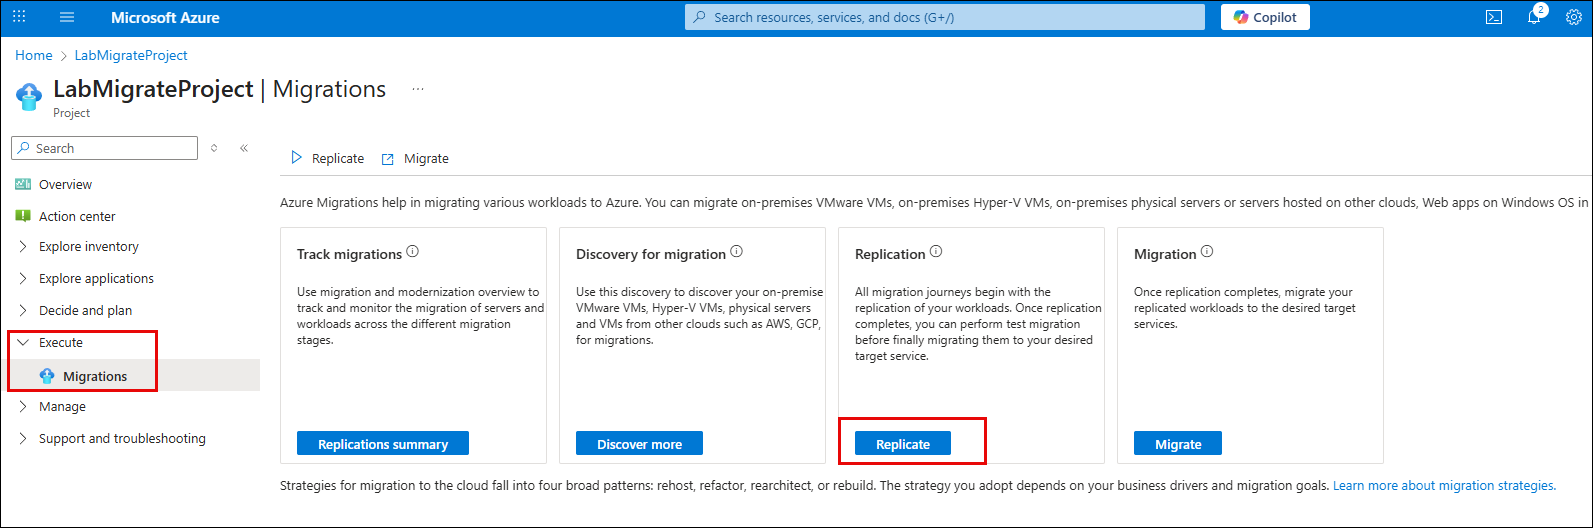 Microsoft Azure
Search resources, services, and docs (G+/)
Copilot
2
Home > LabMigrateProject
LabMigrateProject | Migrations ...
Project
Search
Overview
Action center
Explore inventory
Explore applications
Decide and plan
Execute
Migrations
Manage
Support and troubleshooting
Replicate Migrate
Azure Migrations help in migrating various workloads to Azure. You can migrate on-premises VMware VMs, on-premises Hyper-V VMs, on-premises physical servers or servers hosted on other clouds, Web apps on Windows OS in
Track migrations
Use migration and modernization overview to
track and monitor the migration of servers and
workloads across the different migration
stages.
Replications summary
Discovery for migration
Use this discovery to discover your on-premise
VMware VMs, Hyper-V VMs, physical servers
and VMs from other clouds such as AWS, GCP,
for migrations.
Discover more
Replication
All migration journeys begin with the
replication of your workloads. Once replication
completes, you can perform test migration
before finally migrating them to your desired
target service.
Replicate
Migration
Once replication completes, migrate your
replicated workloads to the desired target
services.
Migrate
Strategies for migration to the cloud fall into four broad patterns: rehost, refactor, rearchitect, or rebuild. The strategy you adopt depends on your business drivers and migration goals. Learn more about migration strategies.